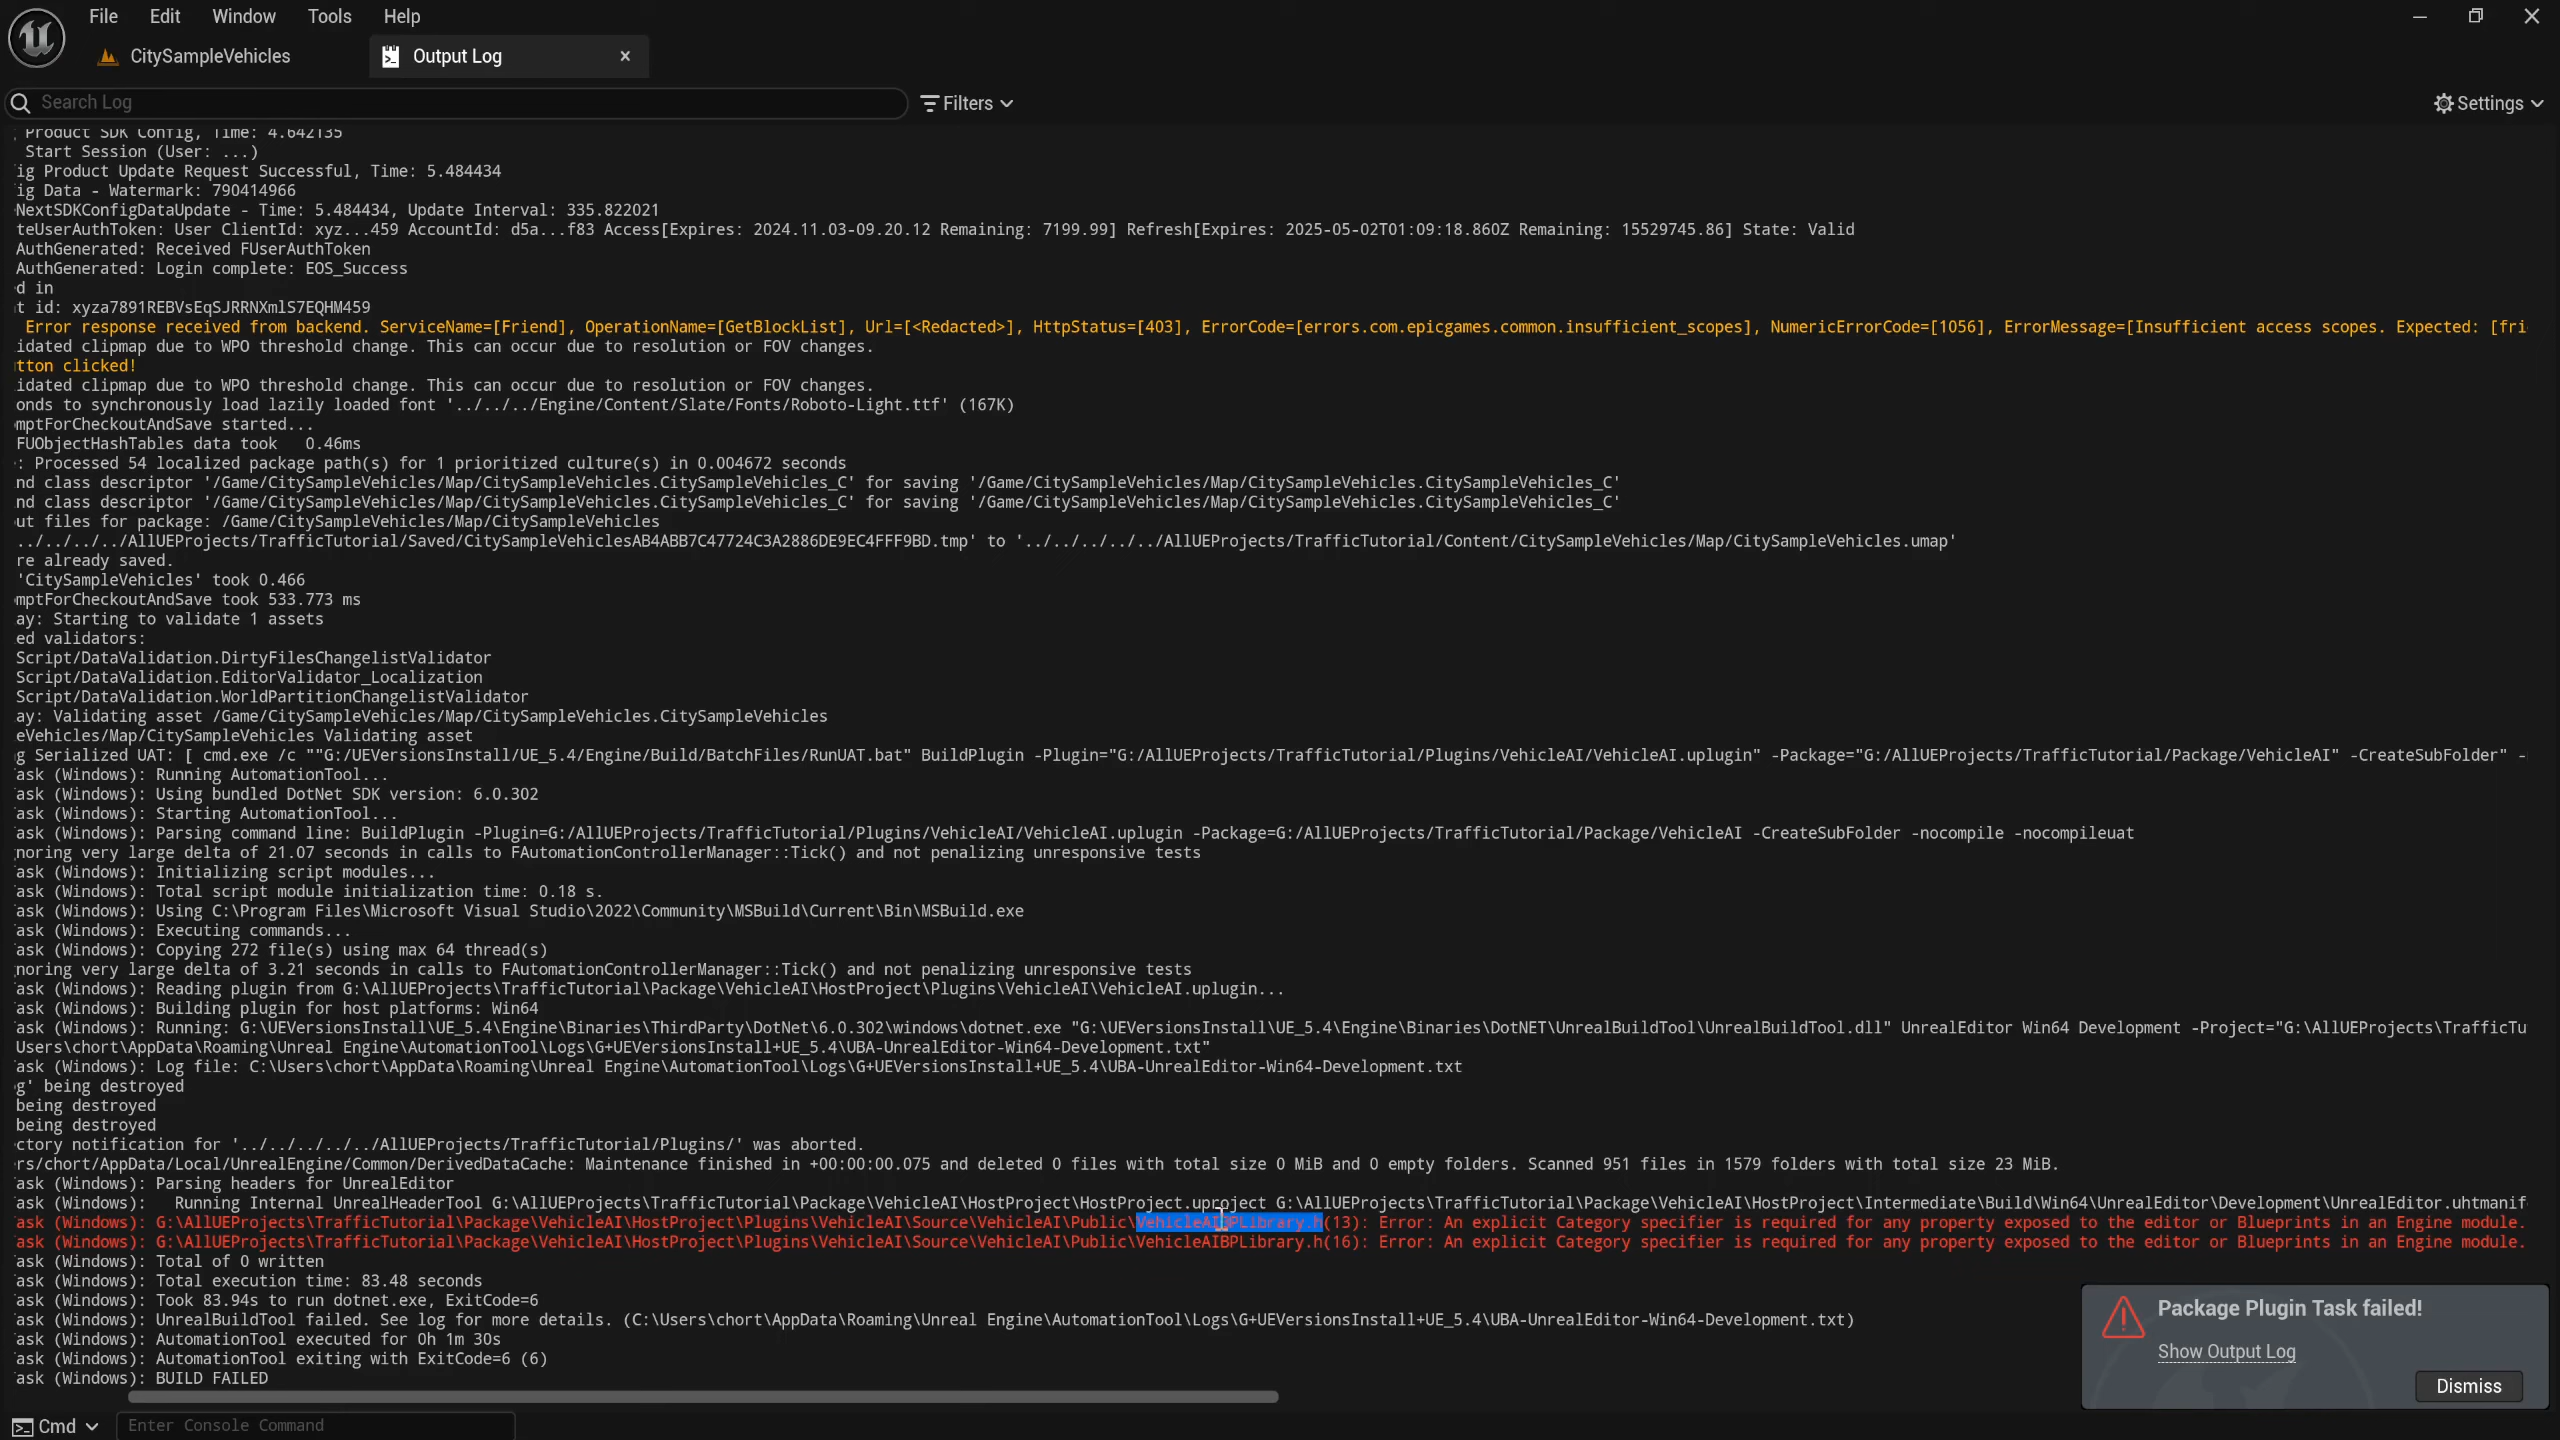 File Edit Window Tools Help
CitySampleVehicles
Output Log
Search Log
Filters
Settings
Product SDK Config, Time: 4.642135
Start Session (User: ...)
ig Product Update Request Successful, Time: 5.484434
ig Data - Watermark: 790414966
NextSDKConfigDataUpdate - Time: 5.484434, Update Interval: 335.822021
teUserAuthToken: User ClientId: xyz...459 AccountId: d5a...f83 Access[Expires: 2024.11.03-09.20.12 Remaining: 7199.99] Refresh[Expires: 2025-05-02T01:09:18.860Z Remaining: 15529745.86] State: Valid
AuthGenerated: Received FUserAuthToken
AuthGenerated: Login complete: EOS_Success
d in
t id: xyza7891REBVsEqSJRRNXmlS7EQHM459
Error response received from backend. ServiceName=[Friend], OperationName=[GetBlockList], Url=[<Redacted>], HttpStatus=[403], ErrorCode=[errors.com.epicgames.common.insufficient_scopes], NumericErrorCode=[1056], ErrorMessage=[Insufficient access scopes. Expected: [fri
idated clipmap due to WPO threshold change. This can occur due to resolution or FOV changes.
tton clicked!
idated clipmap due to WPO threshold change. This can occur due to resolution or FOV changes.
onds to synchronously load lazily loaded font '../../../Engine/Content/Slate/Fonts/Roboto-Light.ttf' (167K)
mptForCheckoutAndSave started...
FUObjectHashTables data took   0.46ms
: Processed 54 localized package path(s) for 1 prioritized culture(s) in 0.004672 seconds
nd class descriptor '/Game/CitySampleVehicles/Map/CitySampleVehicles.CitySampleVehicles_C' for saving '/Game/CitySampleVehicles/Map/CitySampleVehicles.CitySampleVehicles_C'
nd class descriptor '/Game/CitySampleVehicles/Map/CitySampleVehicles.CitySampleVehicles_C' for saving '/Game/CitySampleVehicles/Map/CitySampleVehicles.CitySampleVehicles_C'
ut files for package: /Game/CitySampleVehicles/Map/CitySampleVehicles
../../../../AllUEProjects/TrafficTutorial/Saved/CitySampleVehiclesAB4ABB7C47724C3A2886DE9EC4FFF9BD.tmp' to '../../../../../AllUEProjects/TrafficTutorial/Content/CitySampleVehicles/Map/CitySampleVehicles.umap'
re already saved.
'CitySampleVehicles' took 0.466
mptForCheckoutAndSave took 533.773 ms
ay: Starting to validate 1 assets
ed validators:
Script/DataValidation.DirtyFilesChangelistValidator
Script/DataValidation.EditorValidator_Localization
Script/DataValidation.WorldPartitionChangelistValidator
ay: Validating asset /Game/CitySampleVehicles/Map/CitySampleVehicles.CitySampleVehicles
eVehicles/Map/CitySampleVehicles Validating asset
g Serialized UAT: [ cmd.exe /c ""G:/UEVersionsInstall/UE_5.4/Engine/Build/BatchFiles/RunUAT.bat" BuildPlugin -Plugin="G:/AllUEProjects/TrafficTutorial/Plugins/VehicleAI/VehicleAI.uplugin" -Package="G:/AllUEProjects/TrafficTutorial/Package/VehicleAI" -CreateSubFolder" -
ask (Windows): Running AutomationTool...
ask (Windows): Using bundled DotNet SDK version: 6.0.302
ask (Windows): Starting AutomationTool...
ask (Windows): Parsing command line: BuildPlugin -Plugin=G:/AllUEProjects/TrafficTutorial/Plugins/VehicleAI/VehicleAI.uplugin -Package=G:/AllUEProjects/TrafficTutorial/Package/VehicleAI -CreateSubFolder -nocompile -nocompileuat
noring very large delta of 21.07 seconds in calls to FAutomationControllerManager::Tick() and not penalizing unresponsive tests
ask (Windows): Initializing script modules...
ask (Windows): Total script module initialization time: 0.18 s.
ask (Windows): Using C:\Program Files\Microsoft Visual Studio\2022\Community\MSBuild\Current\Bin\MSBuild.exe
ask (Windows): Executing commands...
ask (Windows): Copying 272 file(s) using max 64 thread(s)
noring very large delta of 3.21 seconds in calls to FAutomationControllerManager::Tick() and not penalizing unresponsive tests
ask (Windows): Reading plugin from G:\AllUEProjects\TrafficTutorial\Package\VehicleAI\HostProject\Plugins\VehicleAI\VehicleAI.uplugin...
ask (Windows): Building plugin for host platforms: Win64
ask (Windows): Running: G:\UEVersionsInstall\UE_5.4\Engine\Binaries\ThirdParty\DotNet\6.0.302\windows\dotnet.exe "G:\UEVersionsInstall\UE_5.4\Engine\Binaries\DotNET\UnrealBuildTool\UnrealBuildTool.dll" UnrealEditor Win64 Development -Project="G:\AllUEProjects\TrafficTu
Users\chort\AppData\Roaming\Unreal Engine\AutomationTool\Logs\G+UEVersionsInstall+UE_5.4\UBA-UnrealEditor-Win64-Development.txt"
ask (Windows): Log file: C:\Users\chort\AppData\Roaming\Unreal Engine\AutomationTool\Logs\G+UEVersionsInstall+UE_5.4\UBA-UnrealEditor-Win64-Development.txt
g' being destroyed
being destroyed
being destroyed
ctory notification for '../../../../../AllUEProjects/TrafficTutorial/Plugins/' was aborted.
rs/chort/AppData/Local/UnrealEngine/Common/DerivedDataCache: Maintenance finished in +00:00:00.075 and deleted 0 files with total size 0 MiB and 0 empty folders. Scanned 951 files in 1579 folders with total size 23 MiB.
ask (Windows): Parsing headers for UnrealEditor
ask (Windows):   Running Internal UnrealHeaderTool G:\AllUEProjects\TrafficTutorial\Package\VehicleAI\HostProject\HostProject.uproject G:\AllUEProjects\TrafficTutorial\Package\VehicleAI\HostProject\Intermediate\Build\Win64\UnrealEditor\Development\UnrealEditor.uhtmanif
ask (Windows): G:\AllUEProjects\TrafficTutorial\Package\VehicleAI\HostProject\Plugins\VehicleAI\Source\VehicleAI\Public\VehicleAIBPLibrary.h(13): Error: An explicit Category specifier is required for any property exposed to the editor or Blueprints in an Engine module.
ask (Windows): G:\AllUEProjects\TrafficTutorial\Package\VehicleAI\HostProject\Plugins\VehicleAI\Source\VehicleAI\Public\VehicleAIBPLibrary.h(16): Error: An explicit Category specifier is required for any property exposed to the editor or Blueprints in an Engine module.
ask (Windows): Total of 0 written
ask (Windows): Total execution time: 83.48 seconds
ask (Windows): Took 83.94s to run dotnet.exe, ExitCode=6
ask (Windows): UnrealBuildTool failed. See log for more details. (C:\Users\chort\AppData\Roaming\Unreal Engine\AutomationTool\Logs\G+UEVersionsInstall+UE_5.4\UBA-UnrealEditor-Win64-Development.txt)
ask (Windows): AutomationTool executed for 0h 1m 30s
ask (Windows): AutomationTool exiting with ExitCode=6 (6)
ask (Windows): BUILD FAILED
Package Plugin Task failed!
Show Output Log
Dismiss
Cmd
Enter Console Command